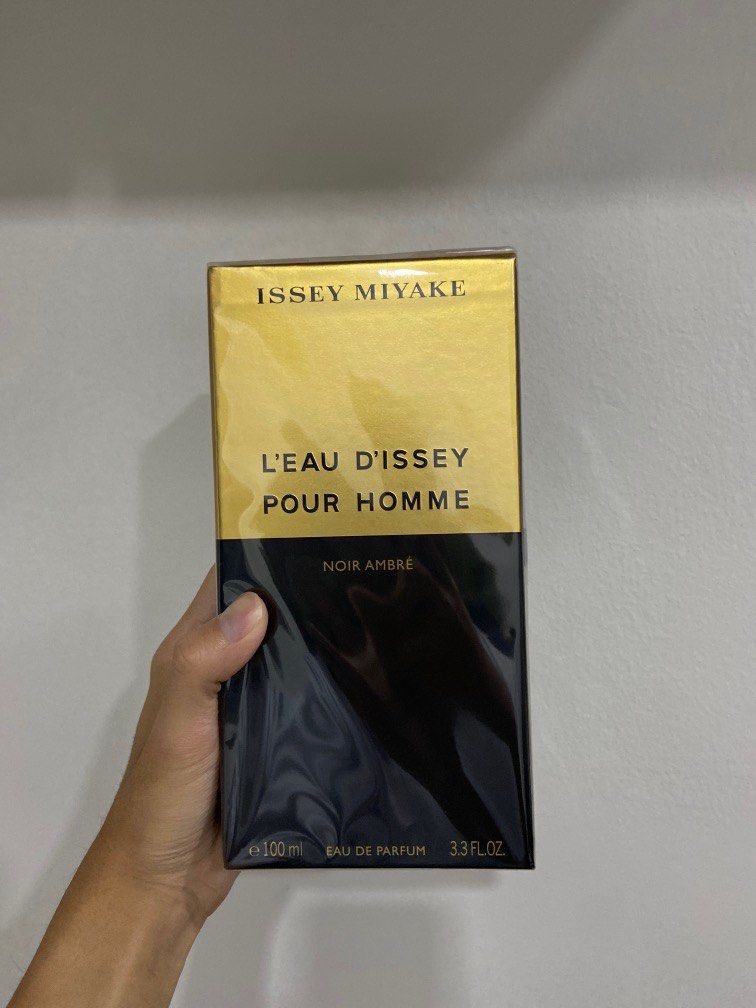 ISSEY MIYAKE
L'EAU D'ISSEY
POUR HOMME
NOIR AMBRÉ
℮ 100 ml EAU DE PARFUM 3.3 FL.OZ.